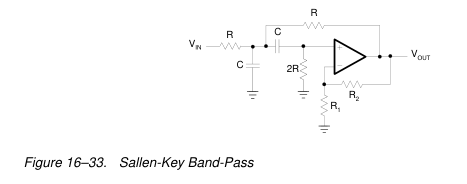 R
R
C
V_IN
C
2R
+
−
V_OUT
R_2
R_1
Figure 16–33. Sallen-Key Band-Pass